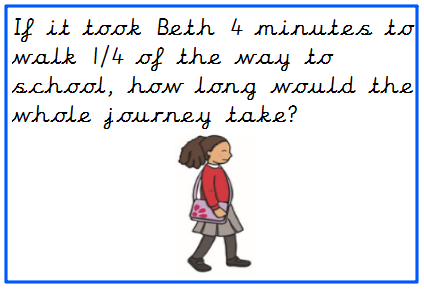 If it took Beth 4 minutes to
walk 1/4 of the way to
school, how long would the
whole journey take?